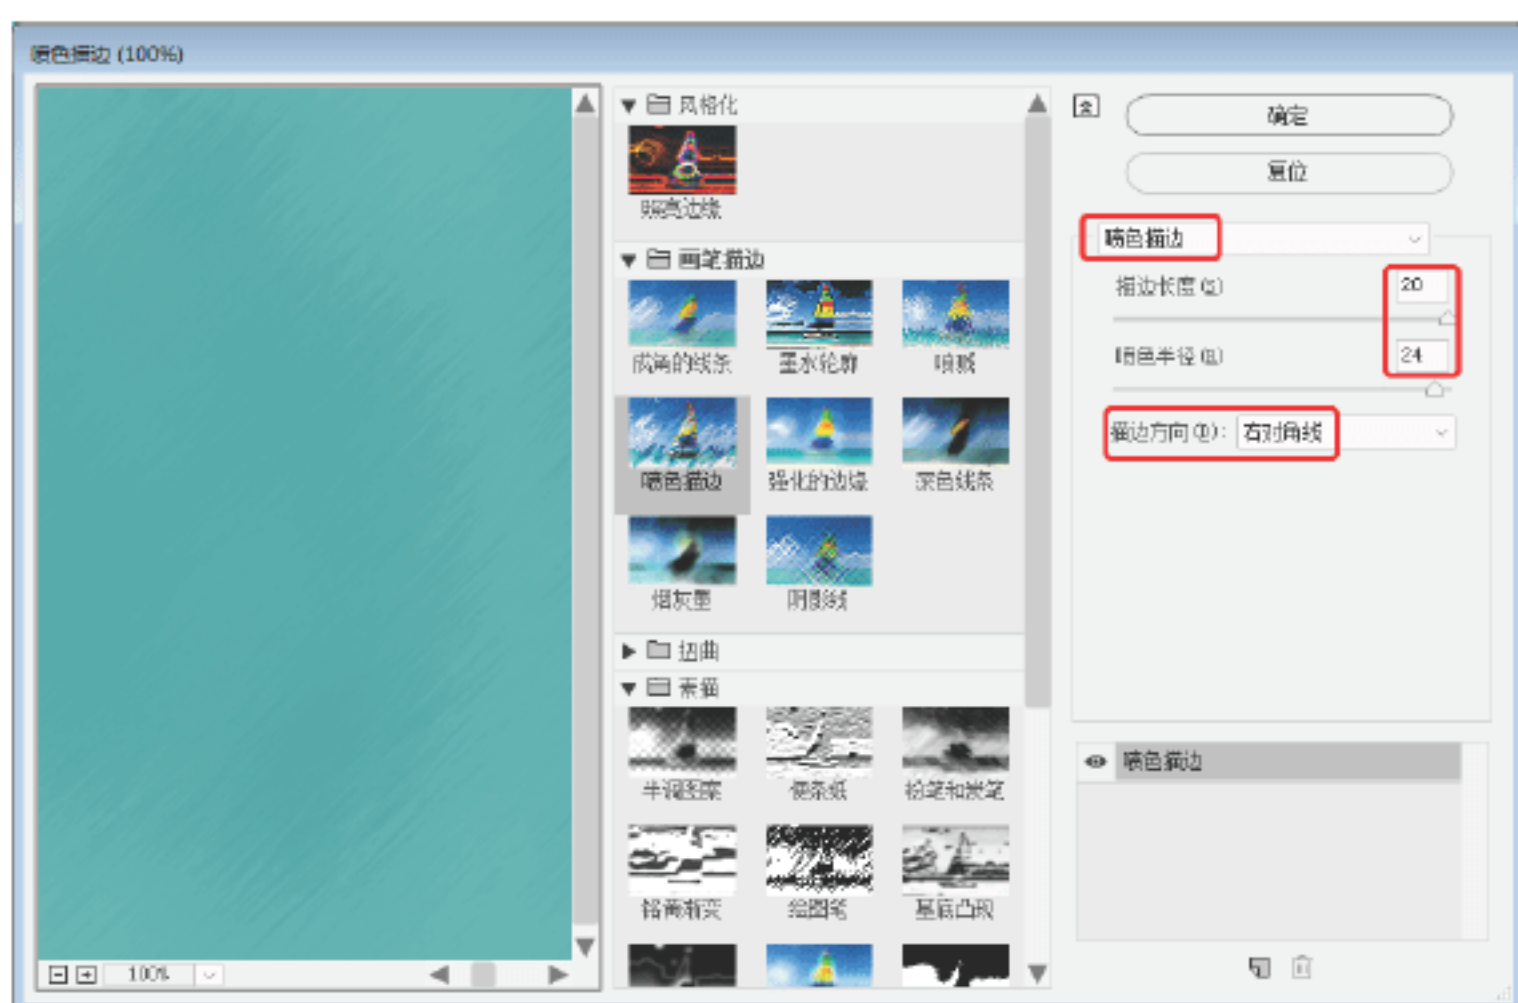 喷色描边 (100%)
风格化
照亮边缘
画笔描边
成角的线条
墨水轮廓
喷溅
喷色描边
强化的边缘
深色线条
烟灰墨
阴影线
扭曲
素描
半调图案
便条纸
粉笔和炭笔
铬黄渐变
绘图笔
基底凸现
100%
确定
复位
喷色描边
描边长度(S)
20
喷色半径(R)
24
描边方向(D):
右对角线
喷色描边